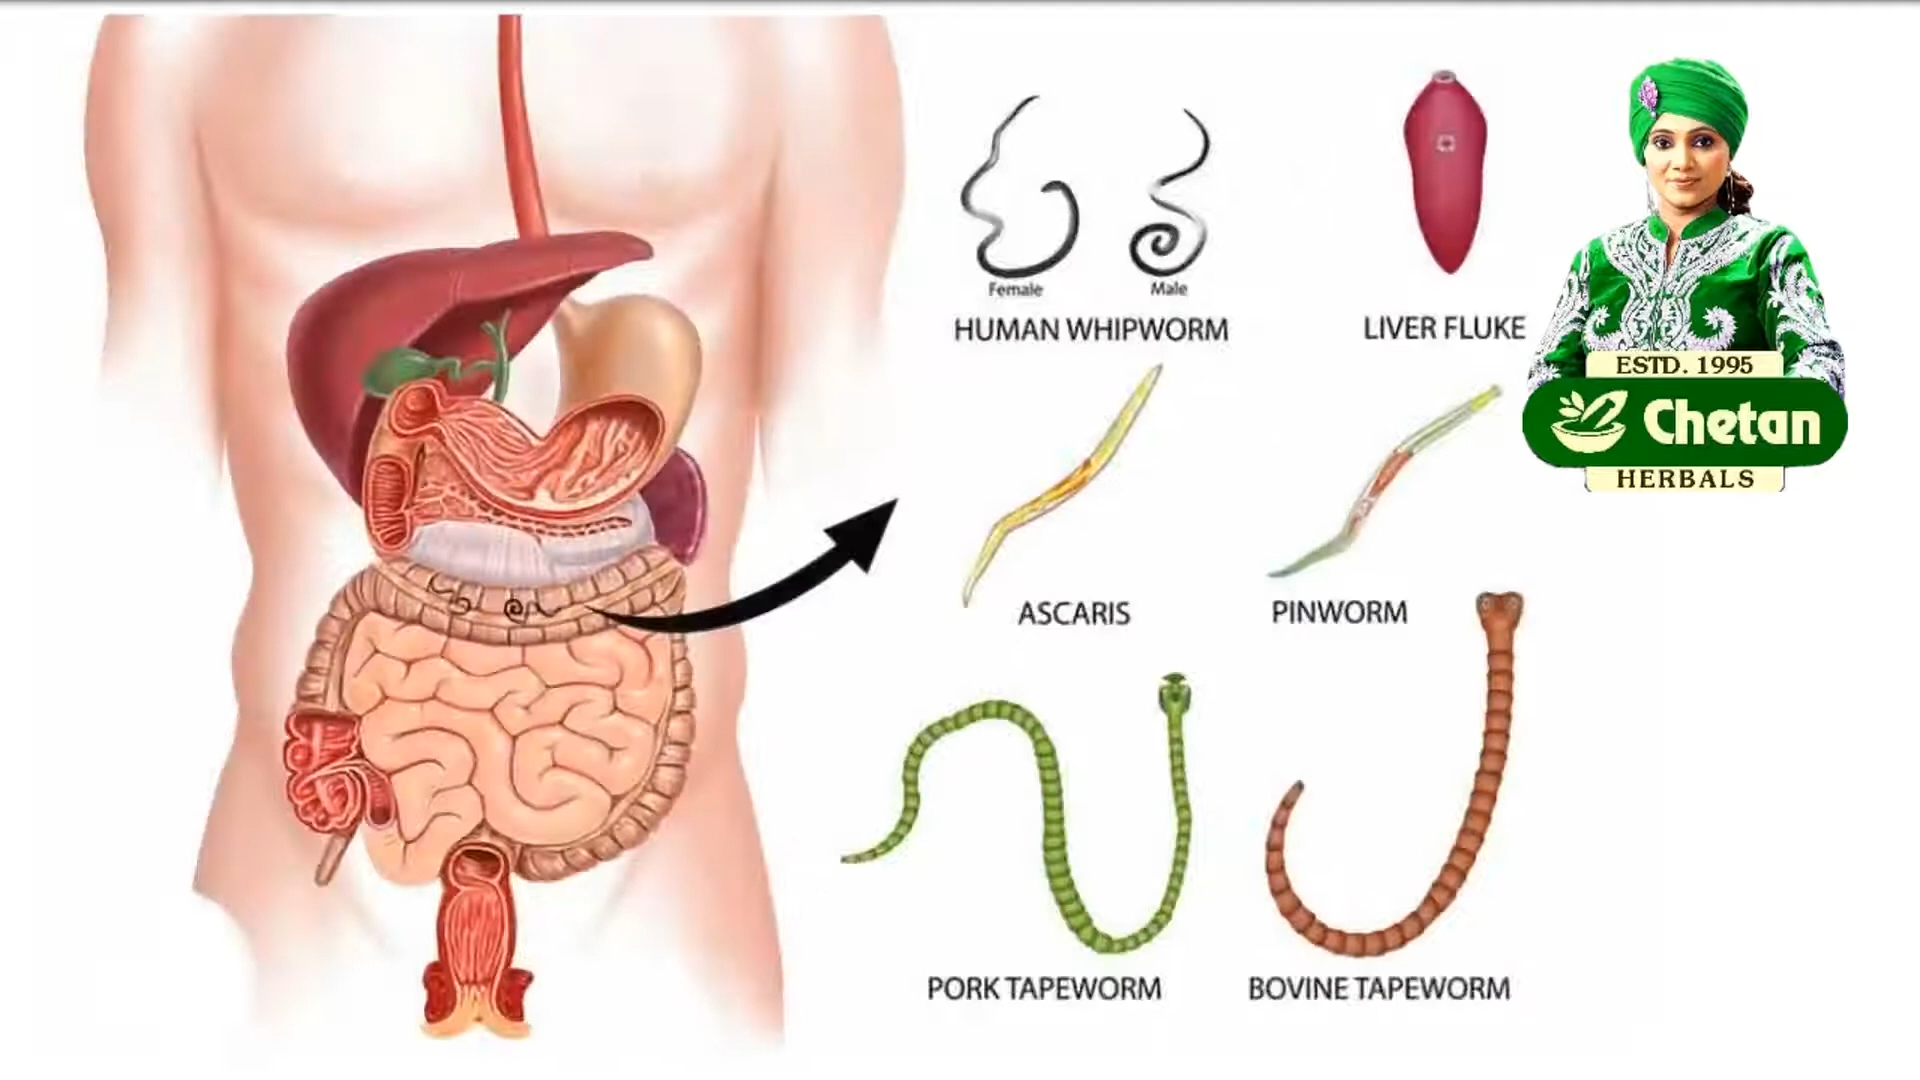 Female
Male
HUMAN WHIPWORM
LIVER FLUKE
ESTD. 1995
Chetan
HERBALS
ASCARIS
PINWORM
PORK TAPEWORM
BOVINE TAPEWORM